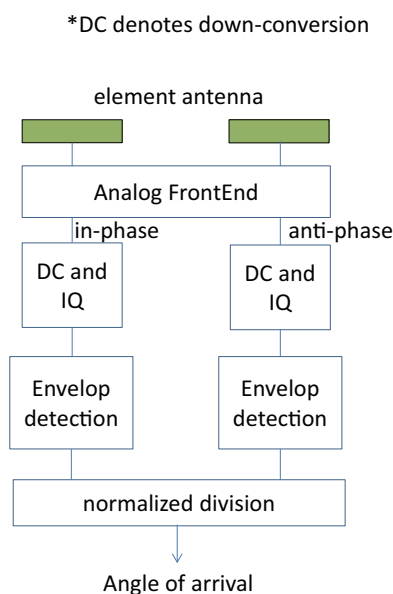 *DC denotes down-conversion
element antenna
Analog FrontEnd
in-phase
anti-phase
DC and
IQ
DC and
IQ
Envelop
detection
Envelop
detection
normalized division
Angle of arrival